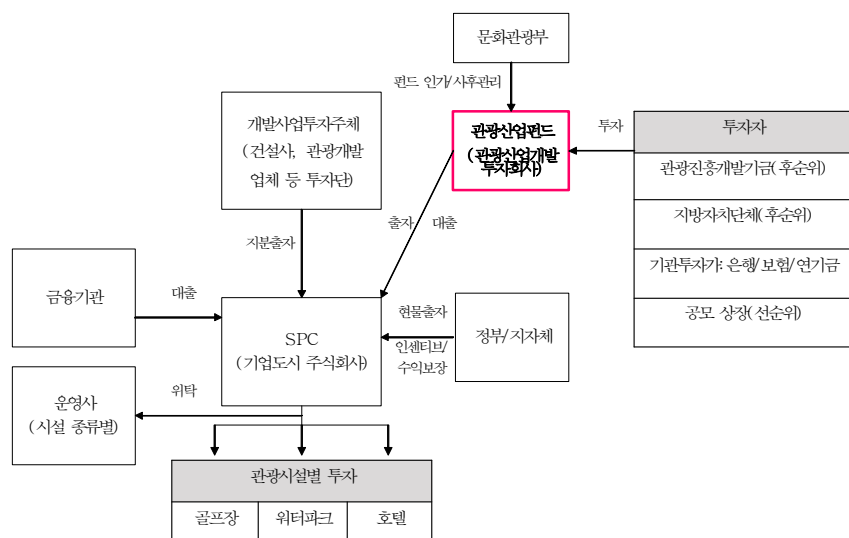 문화관광부
펀드 인가/사후관리
개발사업투자주체
(건설사, 관광개발
업체 등 투자단)
관광산업펀드
(관광산업개발
투자회사)
투자
투자자
관광진흥개발기금(후순위)
지방자치단체(후순위)
기관투자가: 은행/보험/연기금
공모 상장(선순위)
지분출자
출자
대출
금융기관
대출
SPC
(기업도시 주식회사)
현물출자
인센티브/
수익보장
정부/지자체
운영사
(시설 종류별)
위탁
관광시설별 투자
골프장
워터파크
호텔